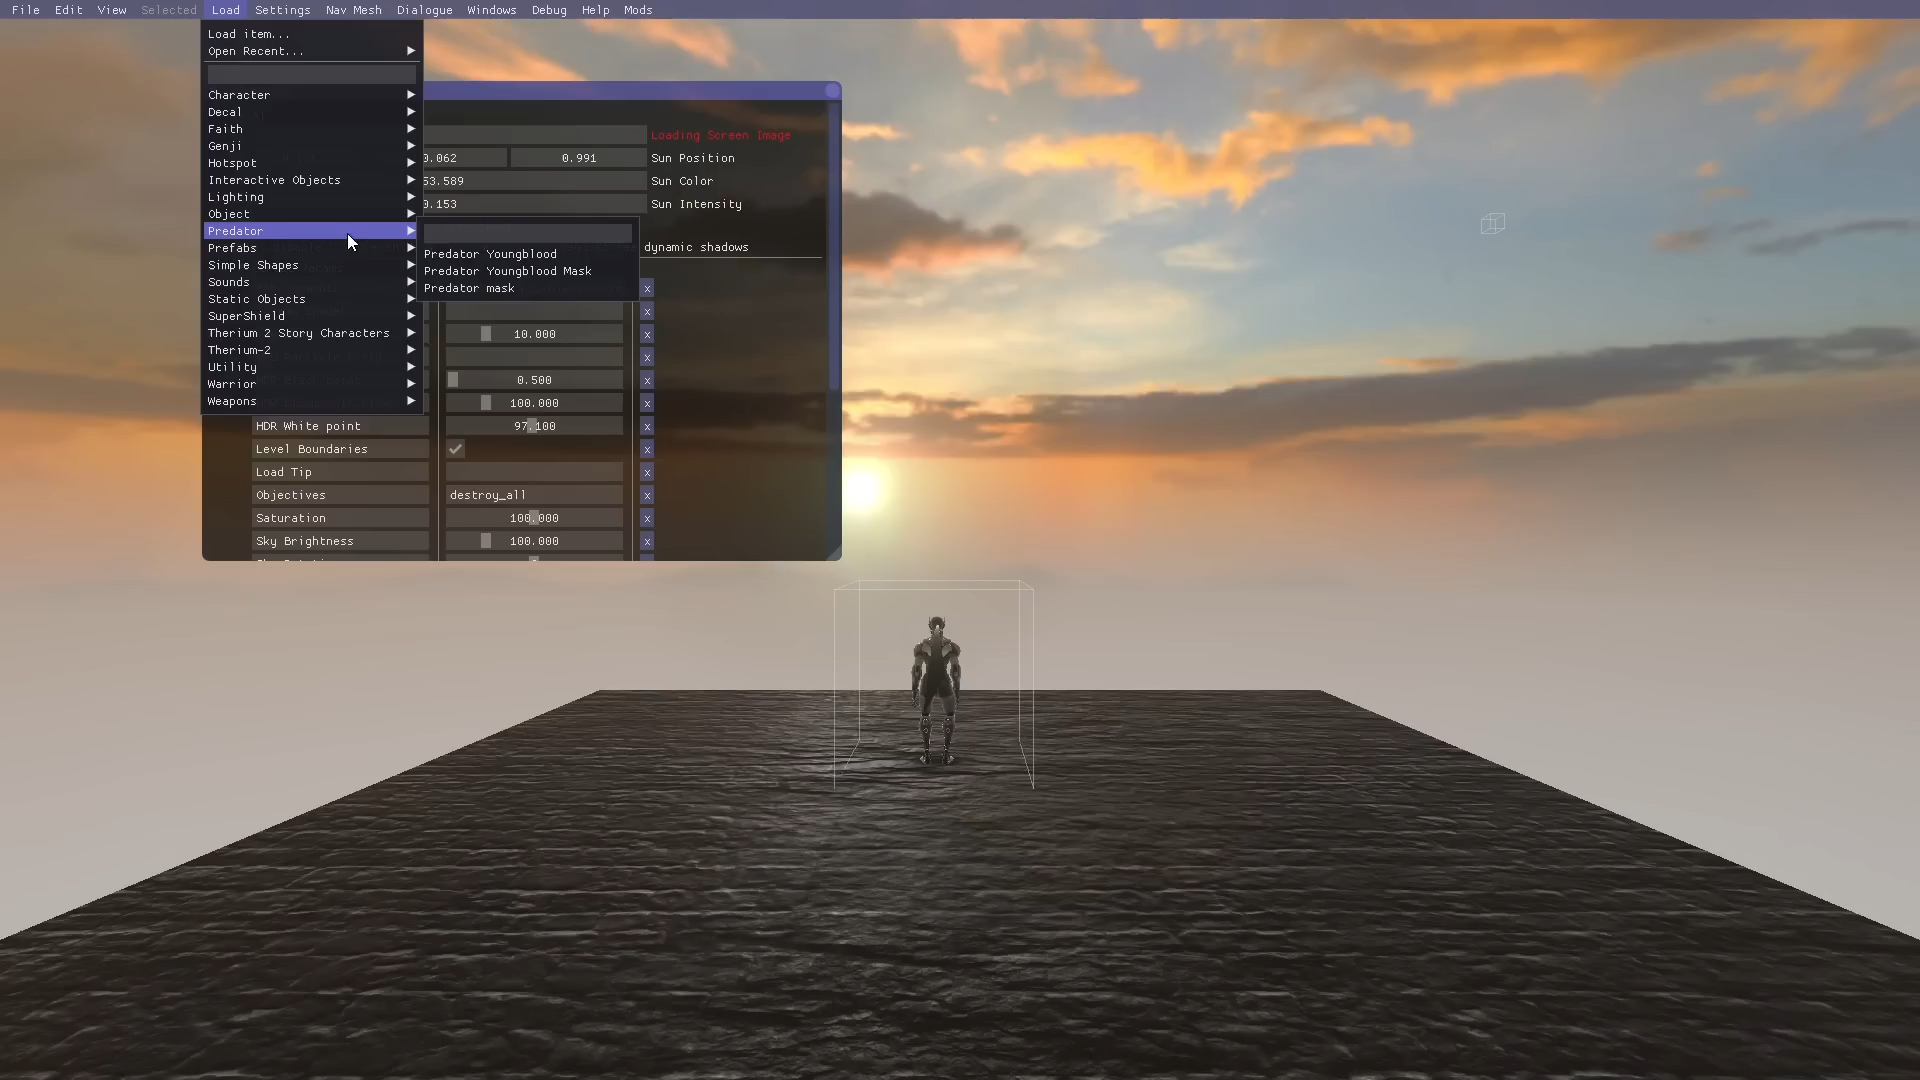 File Edit View Selected Load Settings Nav Mesh Dialogue Windows Debug Help Mods
Load item...
Open Recent...
Character
Decal
Faith
Genji
Hotspot
Interactive Objects
Lighting
Object
Predator
Prefabs
Simple Shapes
Sounds
Static Objects
SuperShield
Therium 2 Story Characters
Therium-2
Utility
Warrior
Weapons
Predator Youngblood
Predator Youngblood Mask
Predator mask
Loading Screen Image
0.062 0.991 Sun Position
53.589 Sun Color
0.153 Sun Intensity
dynamic shadows
x
x
10.000 x
x
0.500 x
100.000 x
HDR White point 97.100 x
Level Boundaries x
Load Tip x
Objectives destroy_all x
Saturation 100.000 x
Sky Brightness 100.000 x